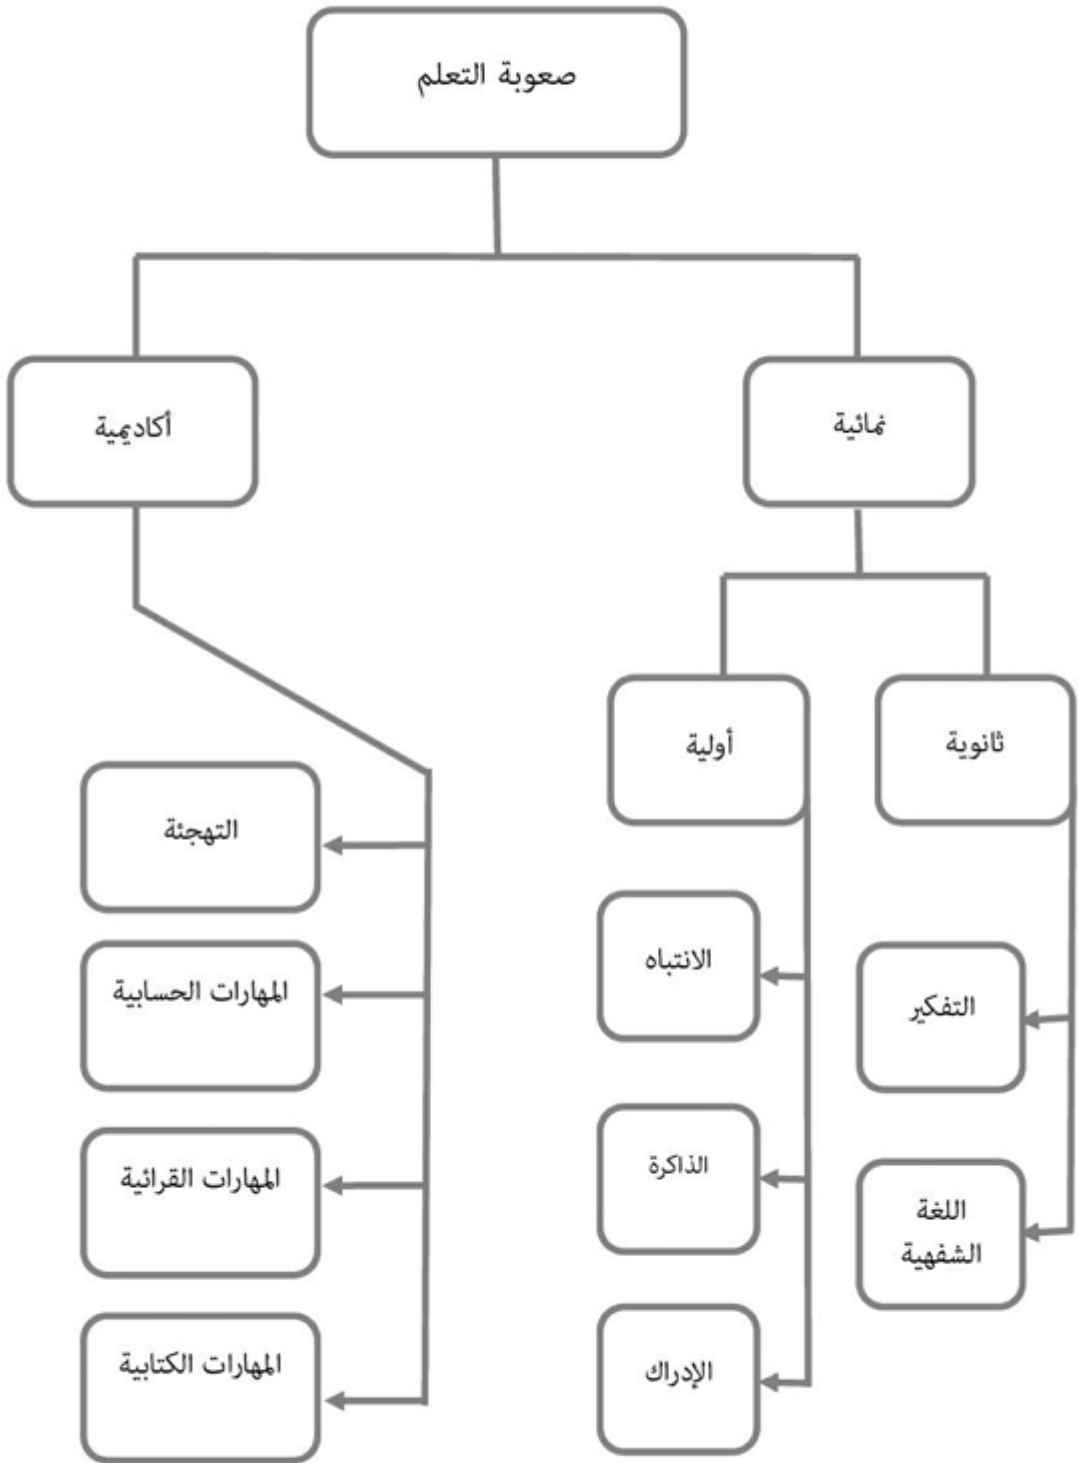 صعوبة التعلم
نمائية
أكاديمية
ثانوية
أولية
التفكير
اللغة
الشفهية
الانتباه
الذاكرة
الإدراك
التهجئة
المهارات الحسابية
المهارات القرائية
المهارات الكتابية